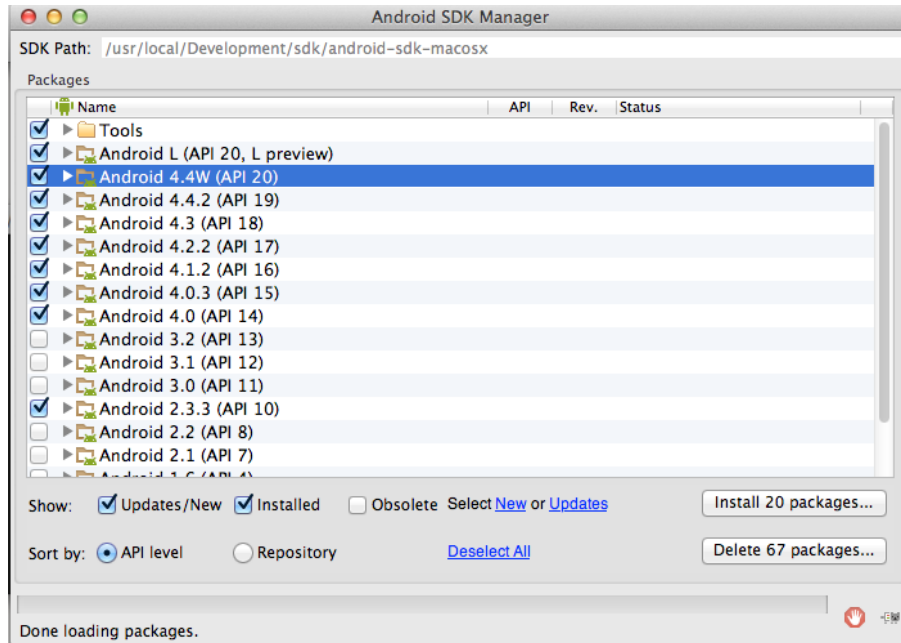 Android SDK Manager
SDK Path: /usr/local/Development/sdk/android-sdk-macosx
Packages
Name API Rev. Status
Tools
Android L (API 20, L preview)
Android 4.4W (API 20)
Android 4.4.2 (API 19)
Android 4.3 (API 18)
Android 4.2.2 (API 17)
Android 4.1.2 (API 16)
Android 4.0.3 (API 15)
Android 4.0 (API 14)
Android 3.2 (API 13)
Android 3.1 (API 12)
Android 3.0 (API 11)
Android 2.3.3 (API 10)
Android 2.2 (API 8)
Android 2.1 (API 7)
Android 1.6 (API 4)
Show: Updates/New Installed Obsolete Select New or Updates Install 20 packages...
Sort by: API level Repository Deselect All Delete 67 packages...
Done loading packages.